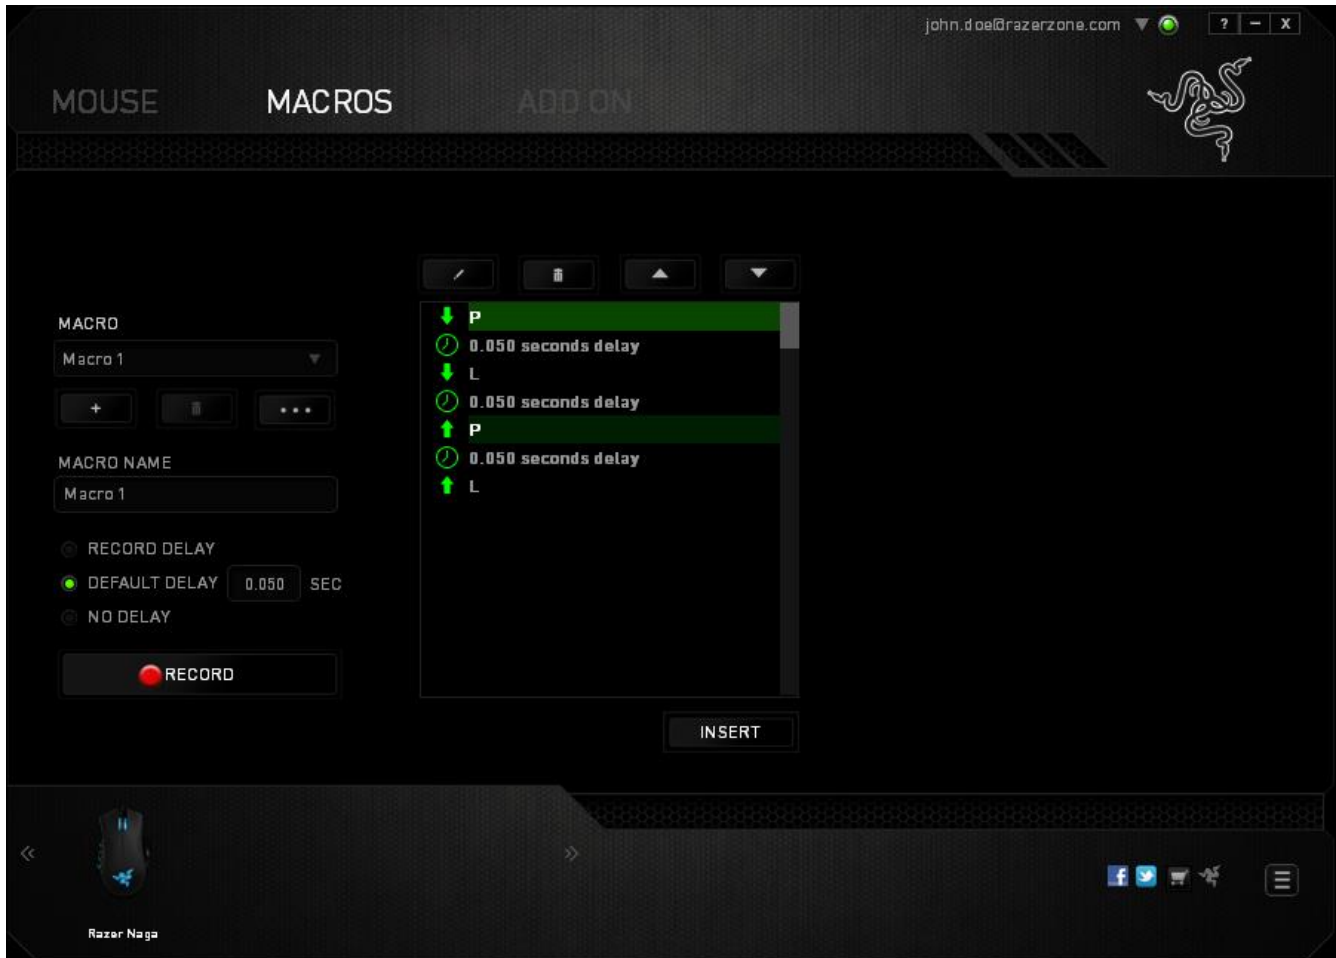 john.doe@razerzone.com
? – X
MOUSE MACROS ADD ON
MACRO
Macro 1
+ ...
MACRO NAME
Macro 1
RECORD DELAY
DEFAULT DELAY 0.050 SEC
NO DELAY
RECORD
P
0.050 seconds delay
L
0.050 seconds delay
P
0.050 seconds delay
L
INSERT
Razer Naga